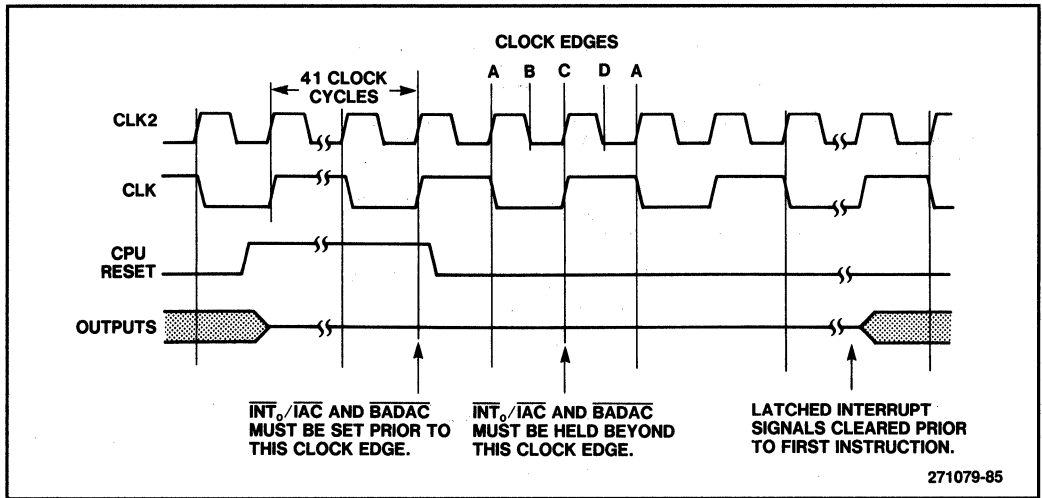 CLOCK EDGES
A B C D A
41 CLOCK
CYCLES
CLK2
CLK
CPU
RESET
OUTPUTS
INT₀/IAC AND BADAC
MUST BE SET PRIOR TO
THIS CLOCK EDGE.
INT₀/IAC AND BADAC
MUST BE HELD BEYOND
THIS CLOCK EDGE.
LATCHED INTERRUPT
SIGNALS CLEARED PRIOR
TO FIRST INSTRUCTION.
271079-85